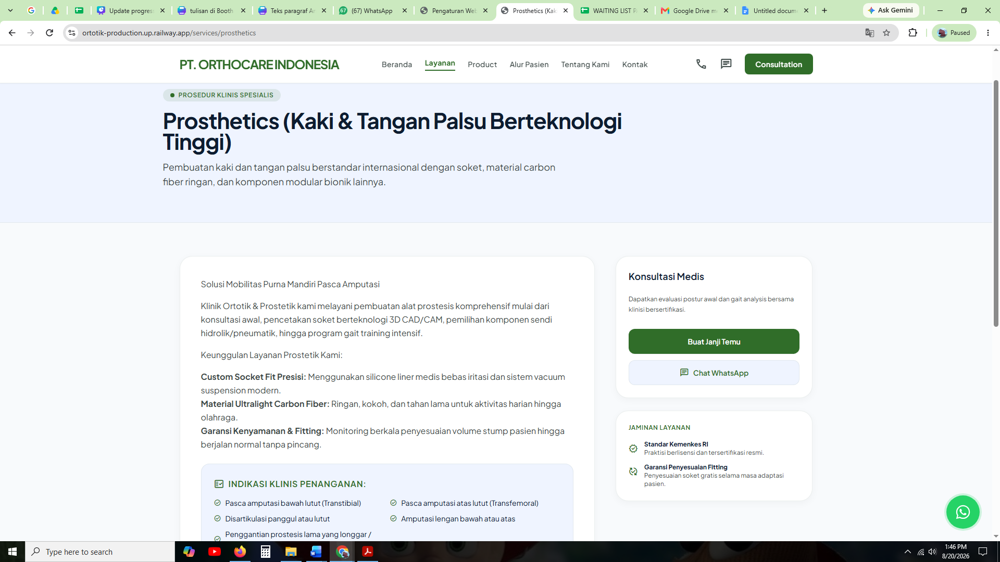 Update progres
tulisan di Booth
Teks paragraf A
(67) WhatsApp
Pengaturan Web
Prosthetics (Kak
WAITING LIST P
Google Drive m
Untitled docum
Ask Gemini
ortotik-production.up.railway.app/services/prosthetics
Paused
PT. ORTHOCARE INDONESIA
Beranda
Layanan
Product
Alur Pasien
Tentang Kami
Kontak
Consultation
PROSEDUR KLINIS SPESIALIS
Prosthetics (Kaki & Tangan Palsu Berteknologi
Tinggi)
Pembuatan kaki dan tangan palsu berstandar internasional dengan soket, material carbon
fiber ringan, dan komponen modular bionik lainnya.
Solusi Mobilitas Purna Mandiri Pasca Amputasi
Klinik Ortotik & Prostetik kami melayani pembuatan alat prostesis komprehensif mulai dari
konsultasi awal, pencetakan soket berteknologi 3D CAD/CAM, pemilihan komponen sendi
hidrolik/pneumatik, hingga program gait training intensif.
Keunggulan Layanan Prostetik Kami:
Custom Socket Fit Presisi: Menggunakan silicone liner medis bebas iritasi dan sistem vacuum
suspension modern.
Material Ultralight Carbon Fiber: Ringan, kokoh, dan tahan lama untuk aktivitas harian hingga
olahraga.
Garansi Kenyamanan & Fitting: Monitoring berkala penyesuaian volume stump pasien hingga
berjalan normal tanpa pincang.
INDIKASI KLINIS PENANGANAN:
Pasca amputasi bawah lutut (Transtibial)
Pasca amputasi atas lutut (Transfemoral)
Disartikulasi panggul atau lutut
Amputasi lengan bawah atau atas
Penggantian prostesis lama yang longgar /
Konsultasi Medis
Dapatkan evaluasi postur awal dan gait analysis bersama
klinisi bersertifikasi.
Buat Janji Temu
Chat WhatsApp
JAMINAN LAYANAN
Standar Kemenkes RI
Praktisi berlisensi dan tersertifikasi resmi.
Garansi Penyesuaian Fitting
Penyesuaian soket gratis selama masa adaptasi
pasien.
Type here to search
1:46 PM
8/20/2026